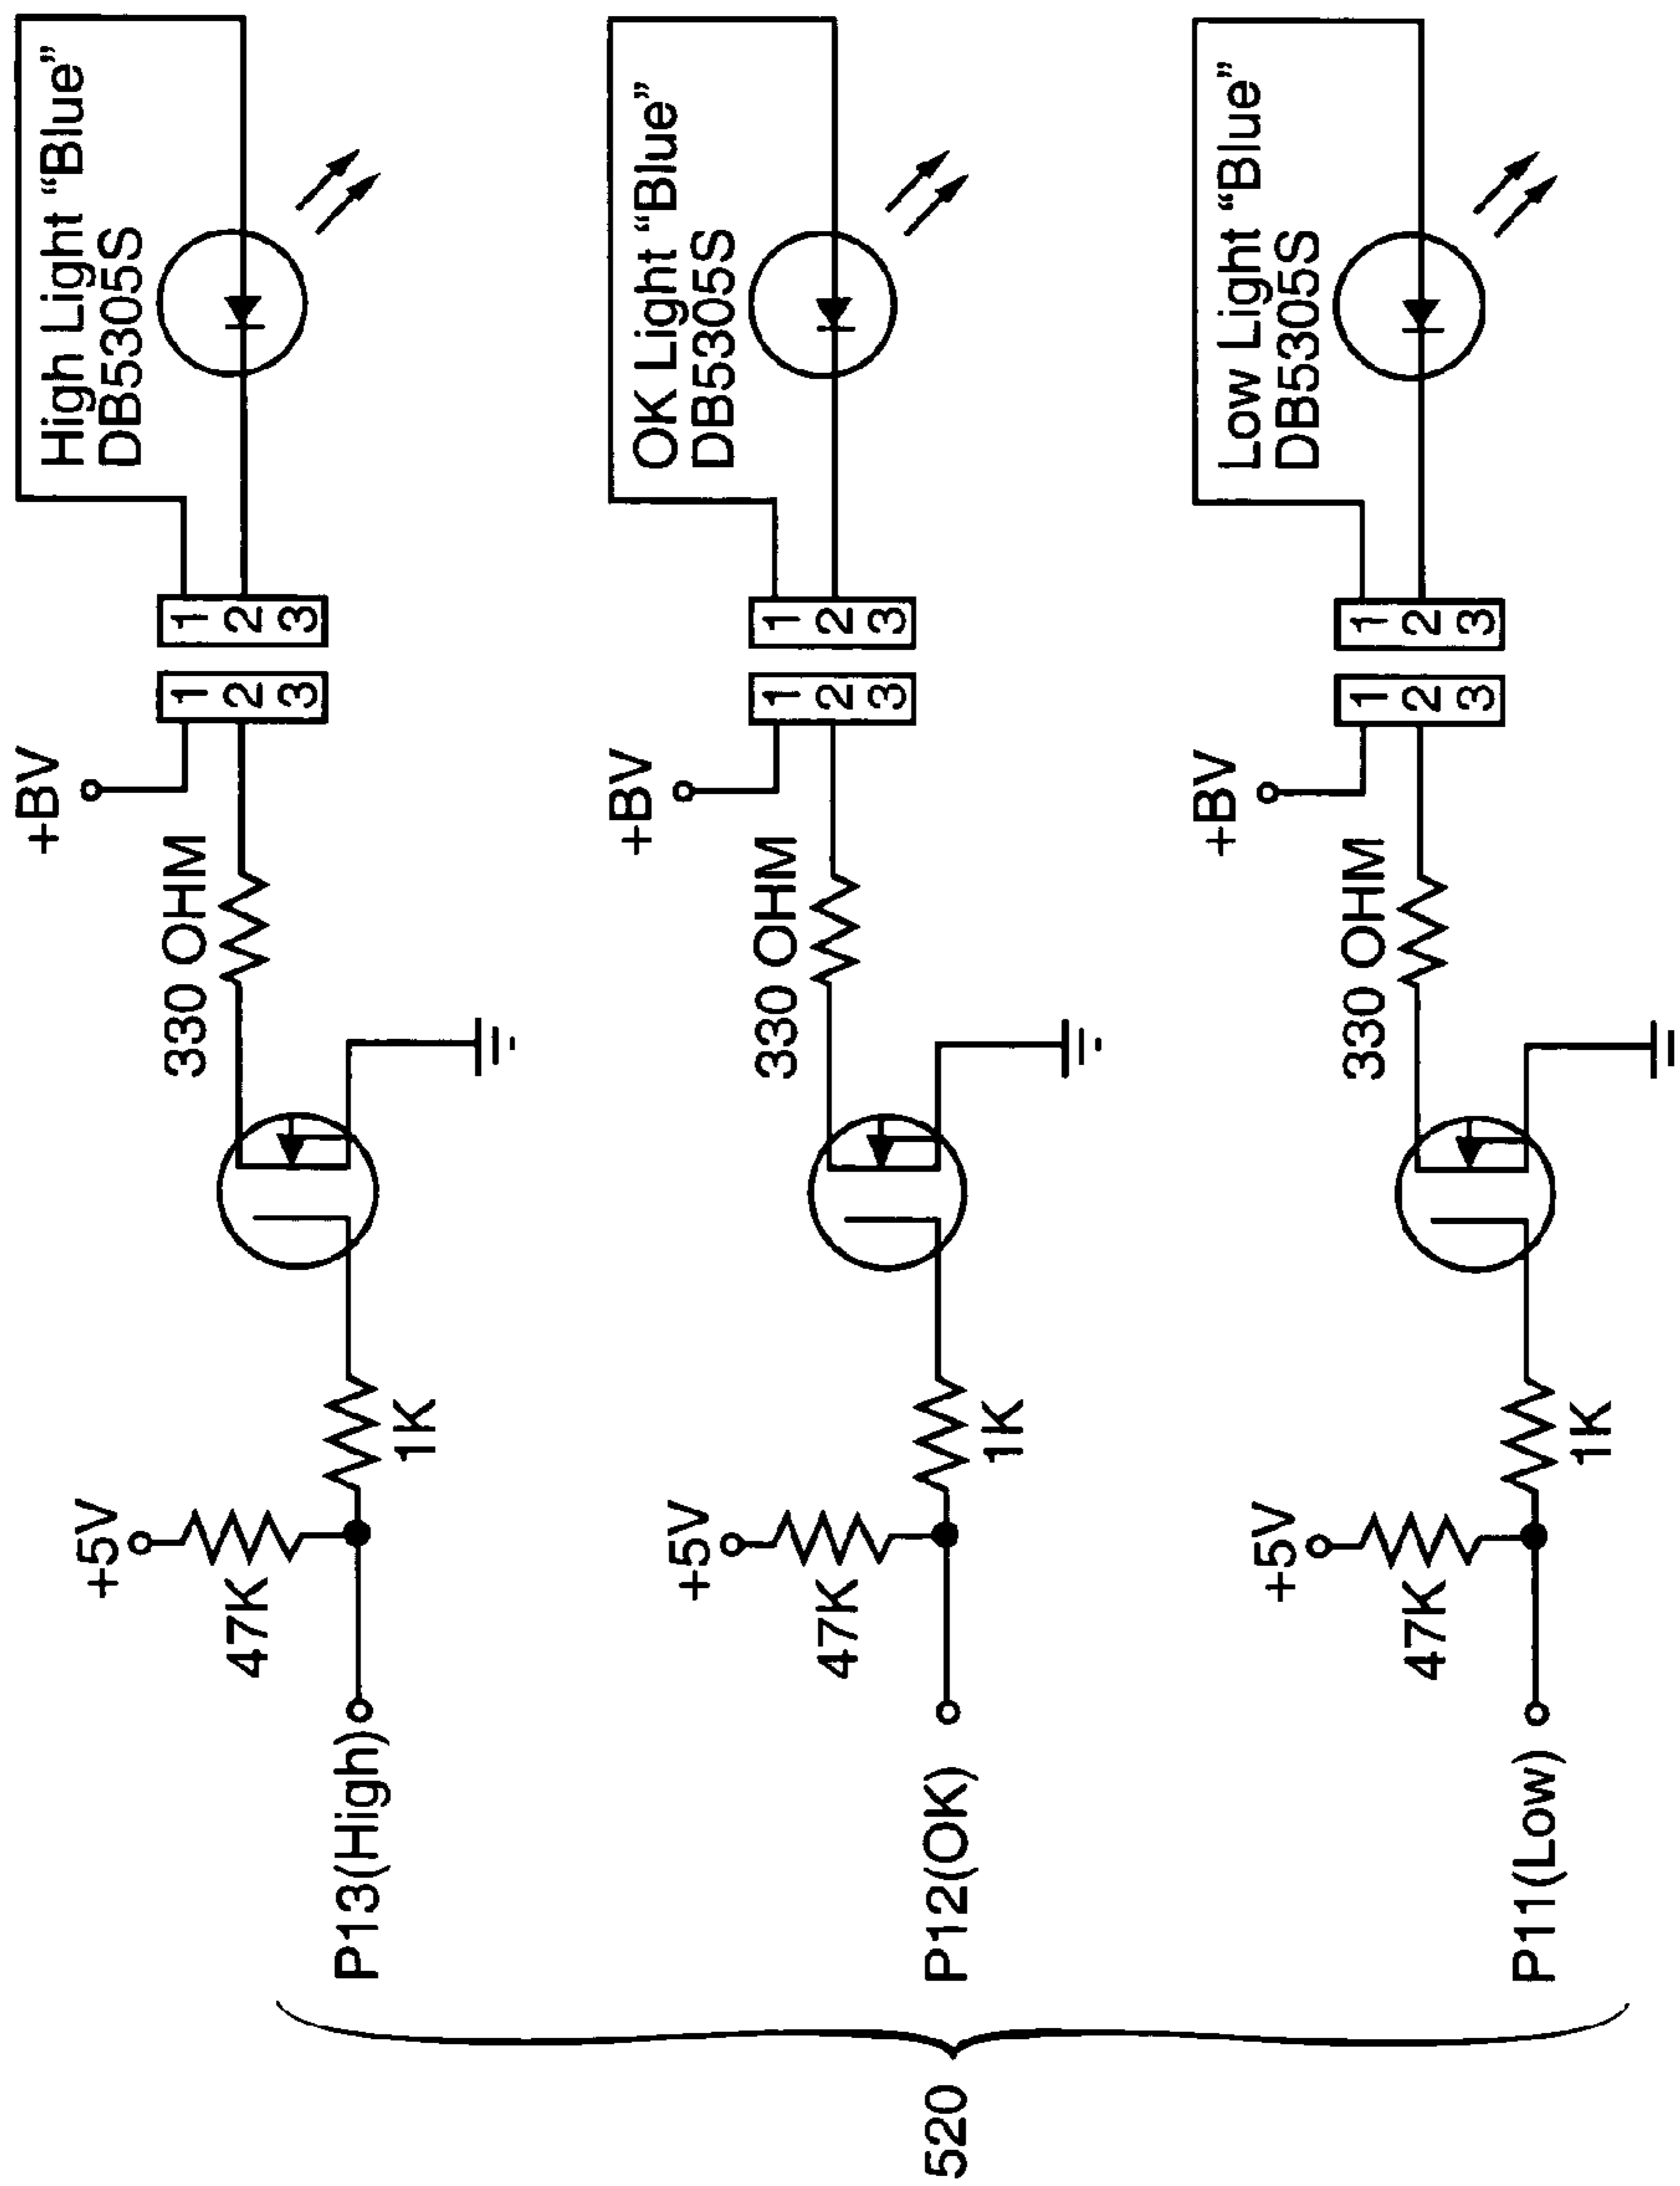 520
P13(High)
+5V
47K
1K
330 OHM
+BV
1
2
3
1
2
3
High Light “Blue”
DB5305S
P12(OK)
+5V
47K
1K
330 OHM
+BV
1
2
3
1
2
3
OK Light “Blue”
DB5305S
P11(Low)
+5V
47K
1K
330 OHM
+BV
1
2
3
1
2
3
Low Light “Blue”
DB5305S